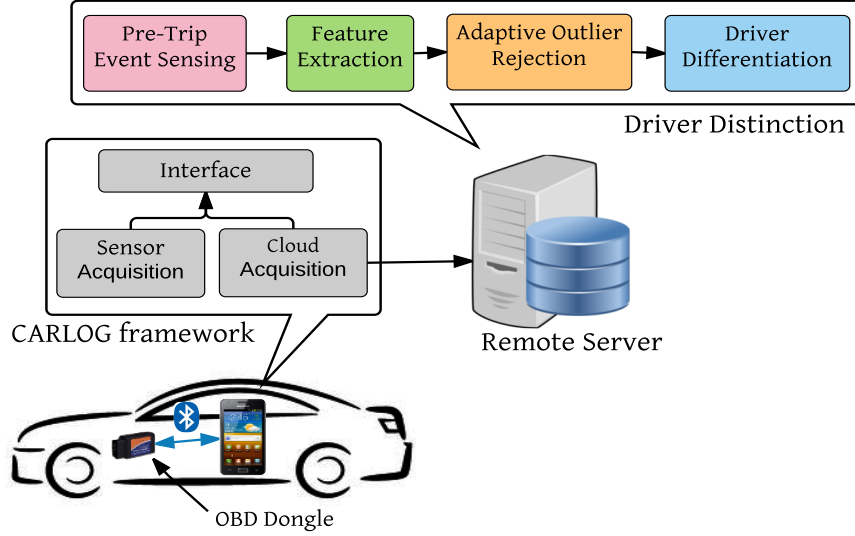 Pre-Trip
Event Sensing
Feature
Extraction
Adaptive Outlier
Rejection
Driver
Differentiation
Driver Distinction
Interface
Sensor
Acquisition
Cloud
Acquisition
CARLOG framework
Remote Server
OBD Dongle